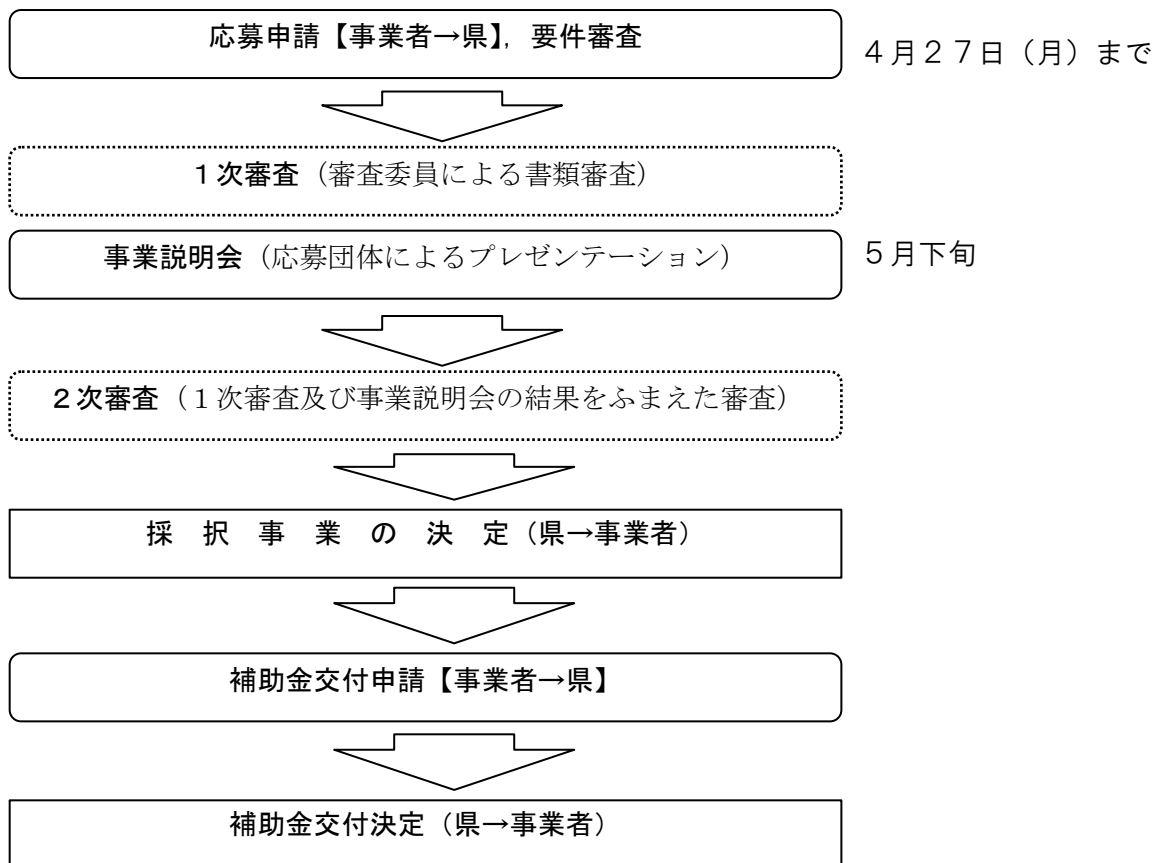 応募申請【事業者→県】，要件審査
４月２７日（月）まで
１次審査（審査委員による書類審査）
事業説明会（応募団体によるプレゼンテーション）
５月下旬
２次審査（１次審査及び事業説明会の結果をふまえた審査）
採　択　事　業　の　決　定（県→事業者）
補助金交付申請【事業者→県】
補助金交付決定（県→事業者）